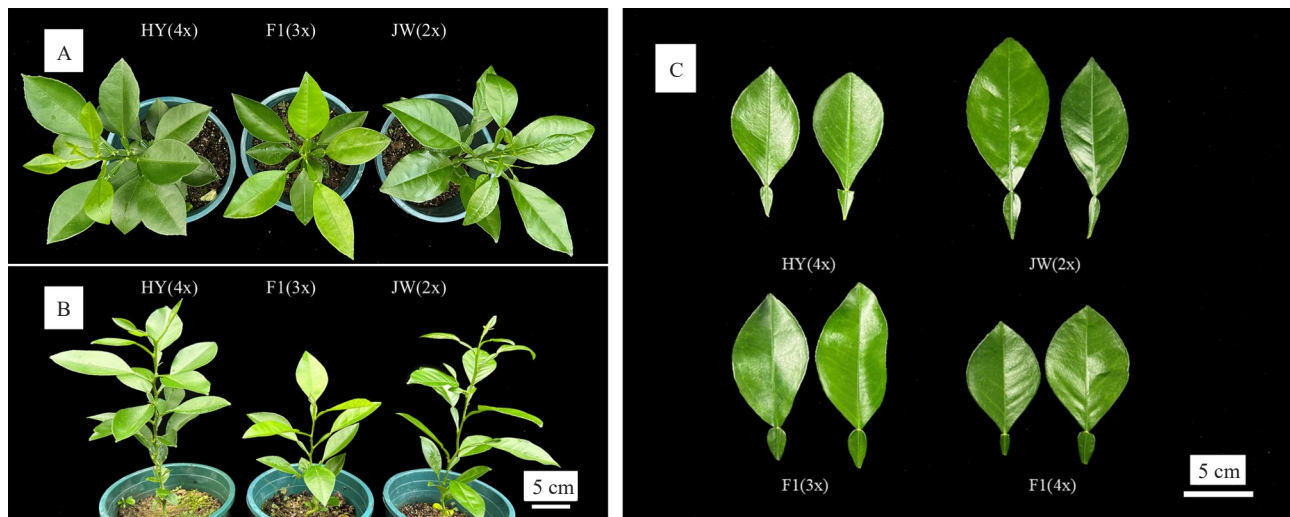 A
HY(4x) F1(3x) JW(2x)
B
HY(4x) F1(3x) JW(2x)
5 cm
C
HY(4x) JW(2x)
F1(3x) F1(4x)
5 cm